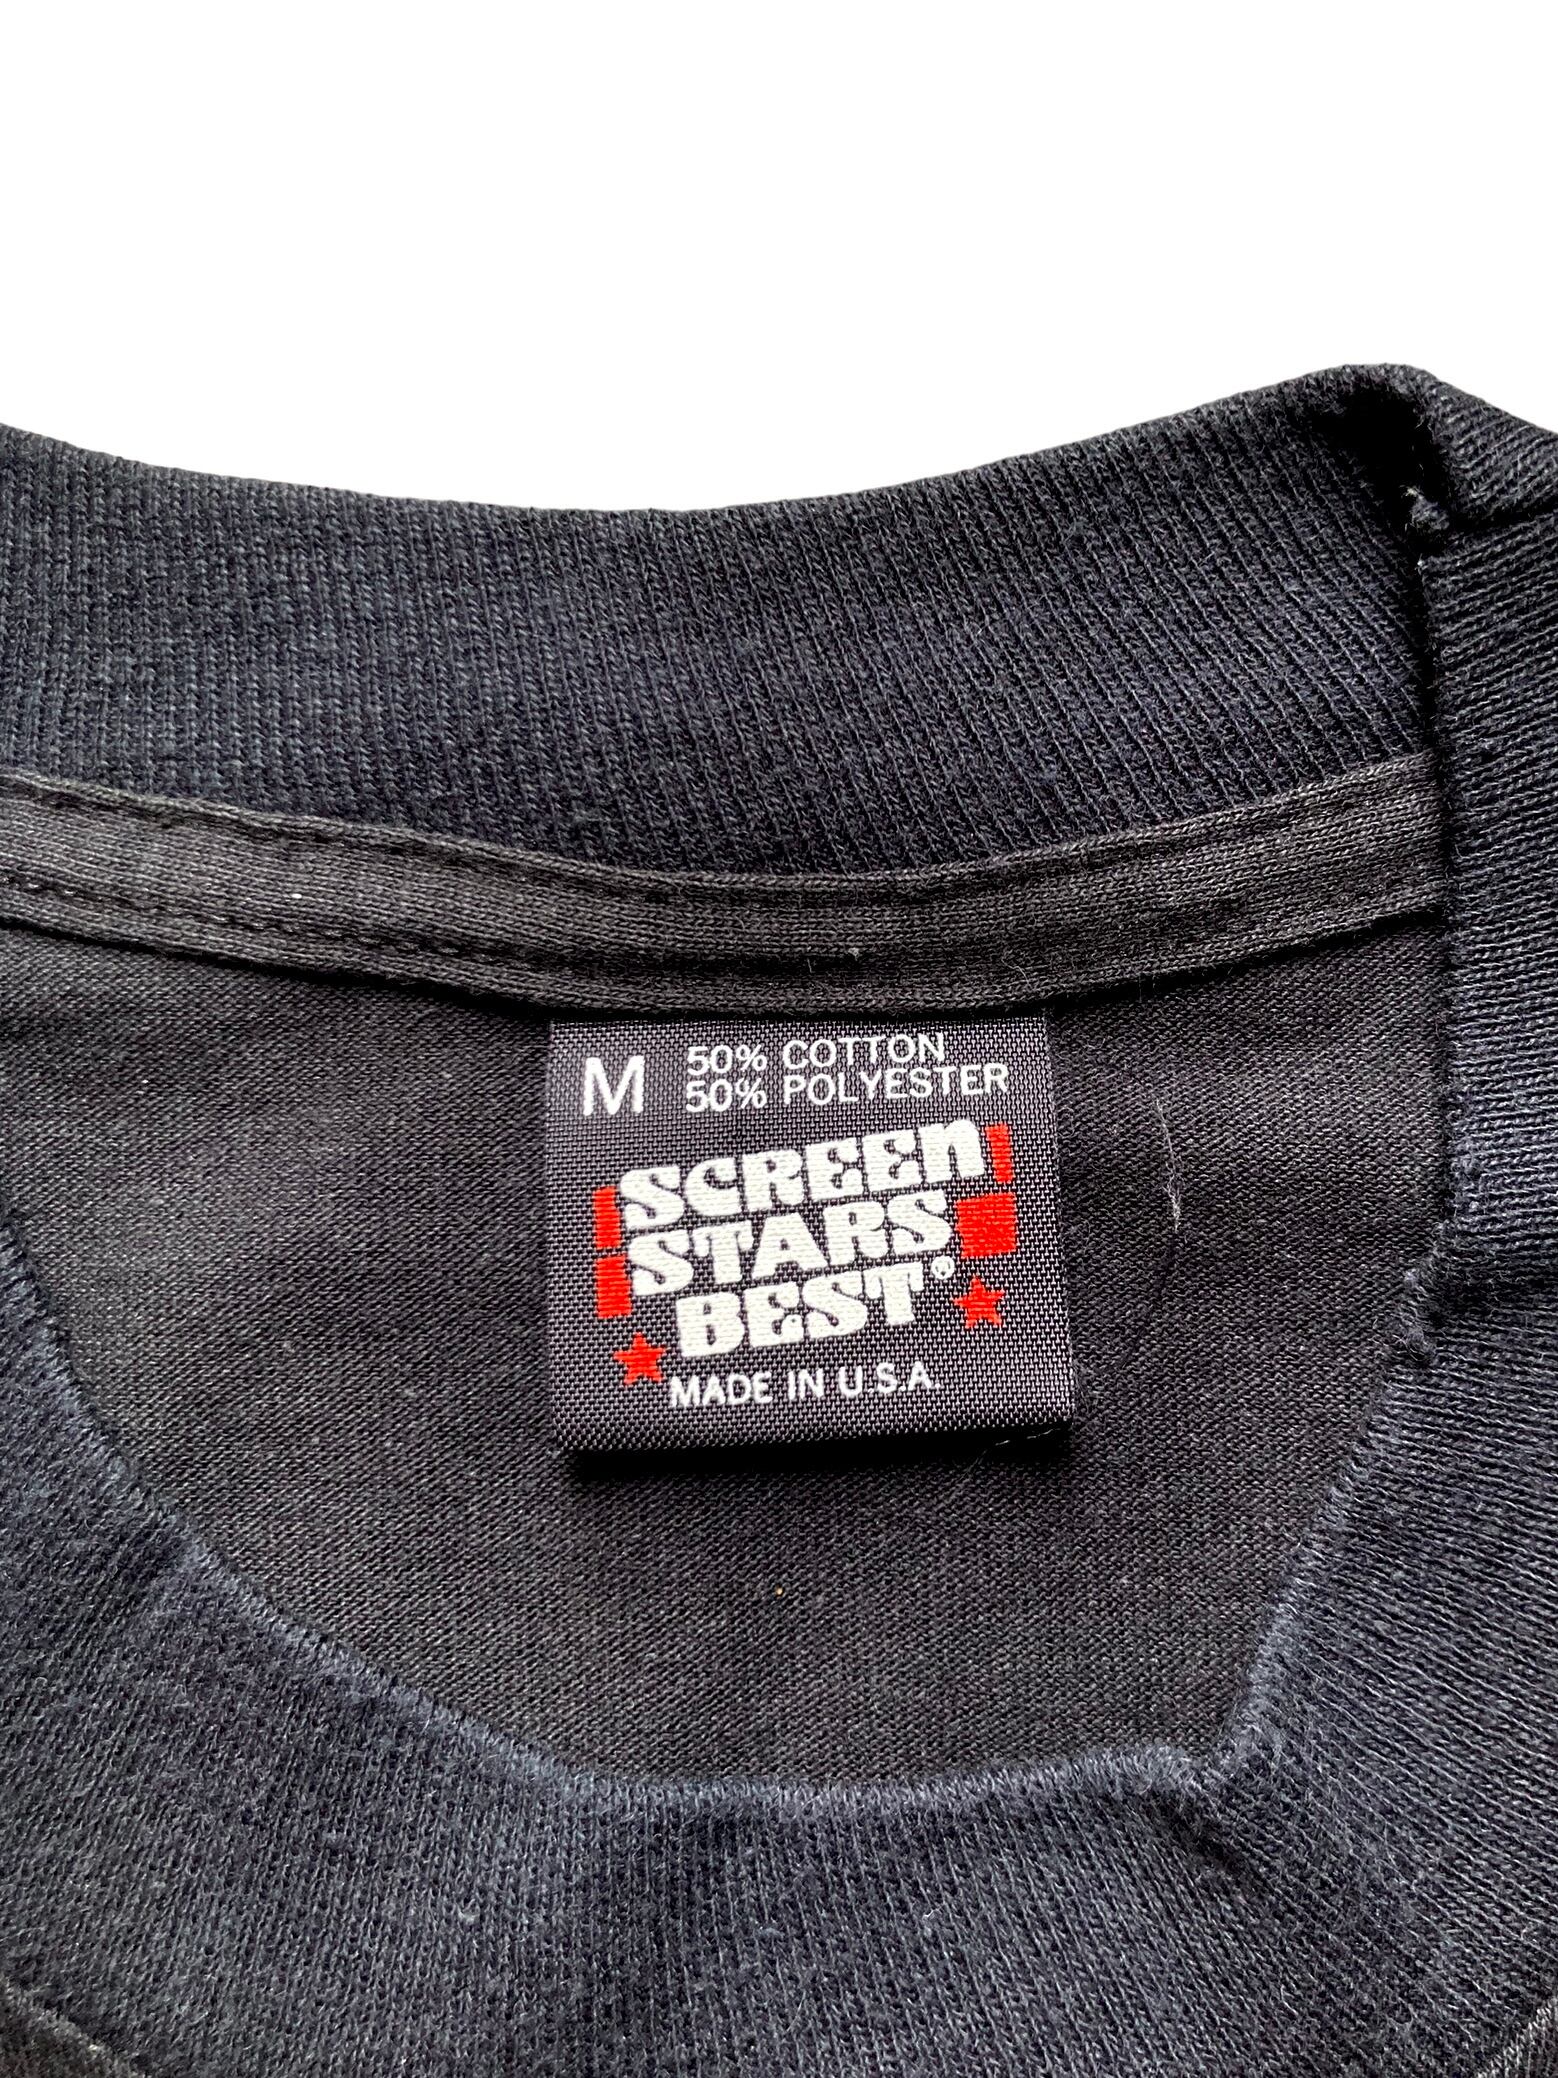 M 50% COTTON
50% POLYESTER
SCREEN
STARS
BEST®
MADE IN U.S.A.